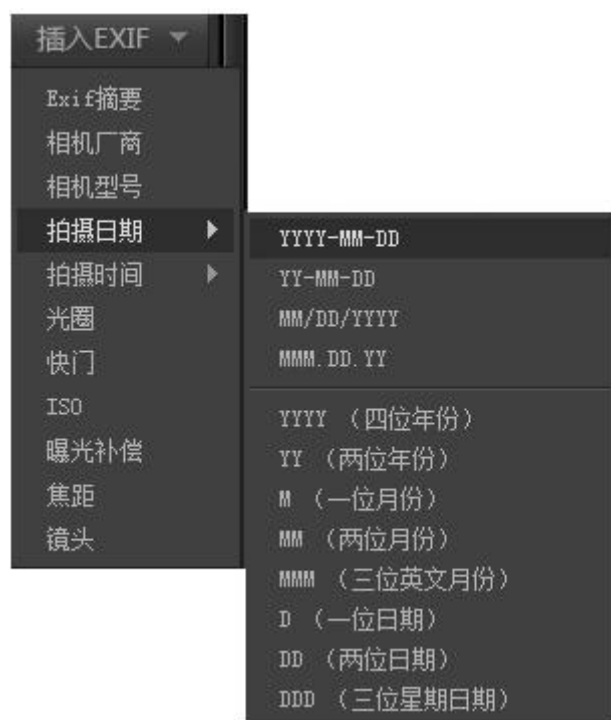 插入EXIF
Exif摘要
相机厂商
相机型号
拍摄日期
拍摄时间
光圈
快门
ISO
曝光补偿
焦距
镜头
YYYY-MM-DD
YY-MM-DD
MM/DD/YYYY
MMM.DD.YY
YYYY （四位年份）
YY （两位年份）
M （一位月份）
MM （两位月份）
MMM （三位英文月份）
D （一位日期）
DD （两位日期）
DDD （三位星期日期）